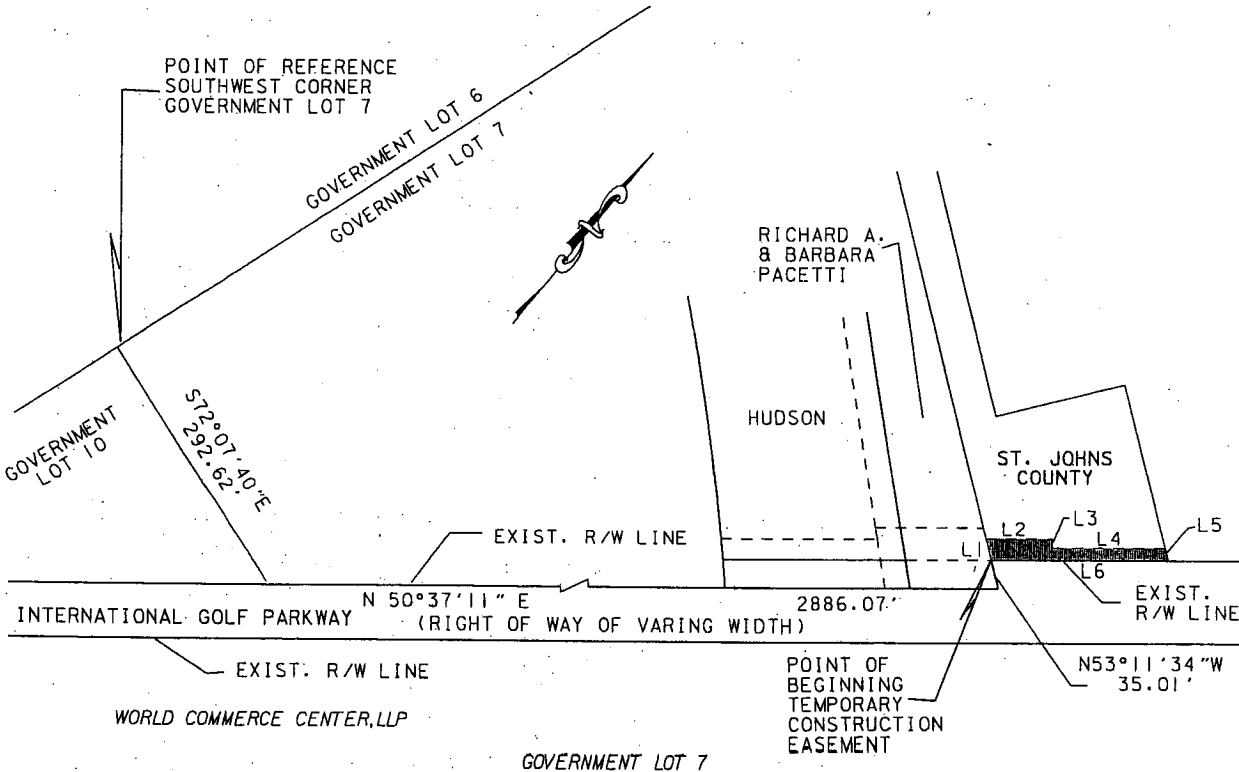 POINT OF REFERENCE
SOUTHWEST CORNER
GOVERNMENT LOT 7
GOVERNMENT LOT 6
GOVERNMENT LOT 7
RICHARD A.
& BARBARA
PACETTI
HUDSON
GOVERNMENT
LOT 10
S72°07'40"E
292.62'
ST. JOHNS
COUNTY
L1
L2
L3
L4
L5
L6
EXIST. R/W LINE
EXIST.
R/W LINE
INTERNATIONAL GOLF PARKWAY
N 50°37'11" E
2886.07'
(RIGHT OF WAY OF VARING WIDTH)
EXIST. R/W LINE
POINT OF
BEGINNING
TEMPORARY
CONSTRUCTION
EASEMENT
N53°11'34"W
35.01'
WORLD COMMERCE CENTER, LLP
GOVERNMENT LOT 7